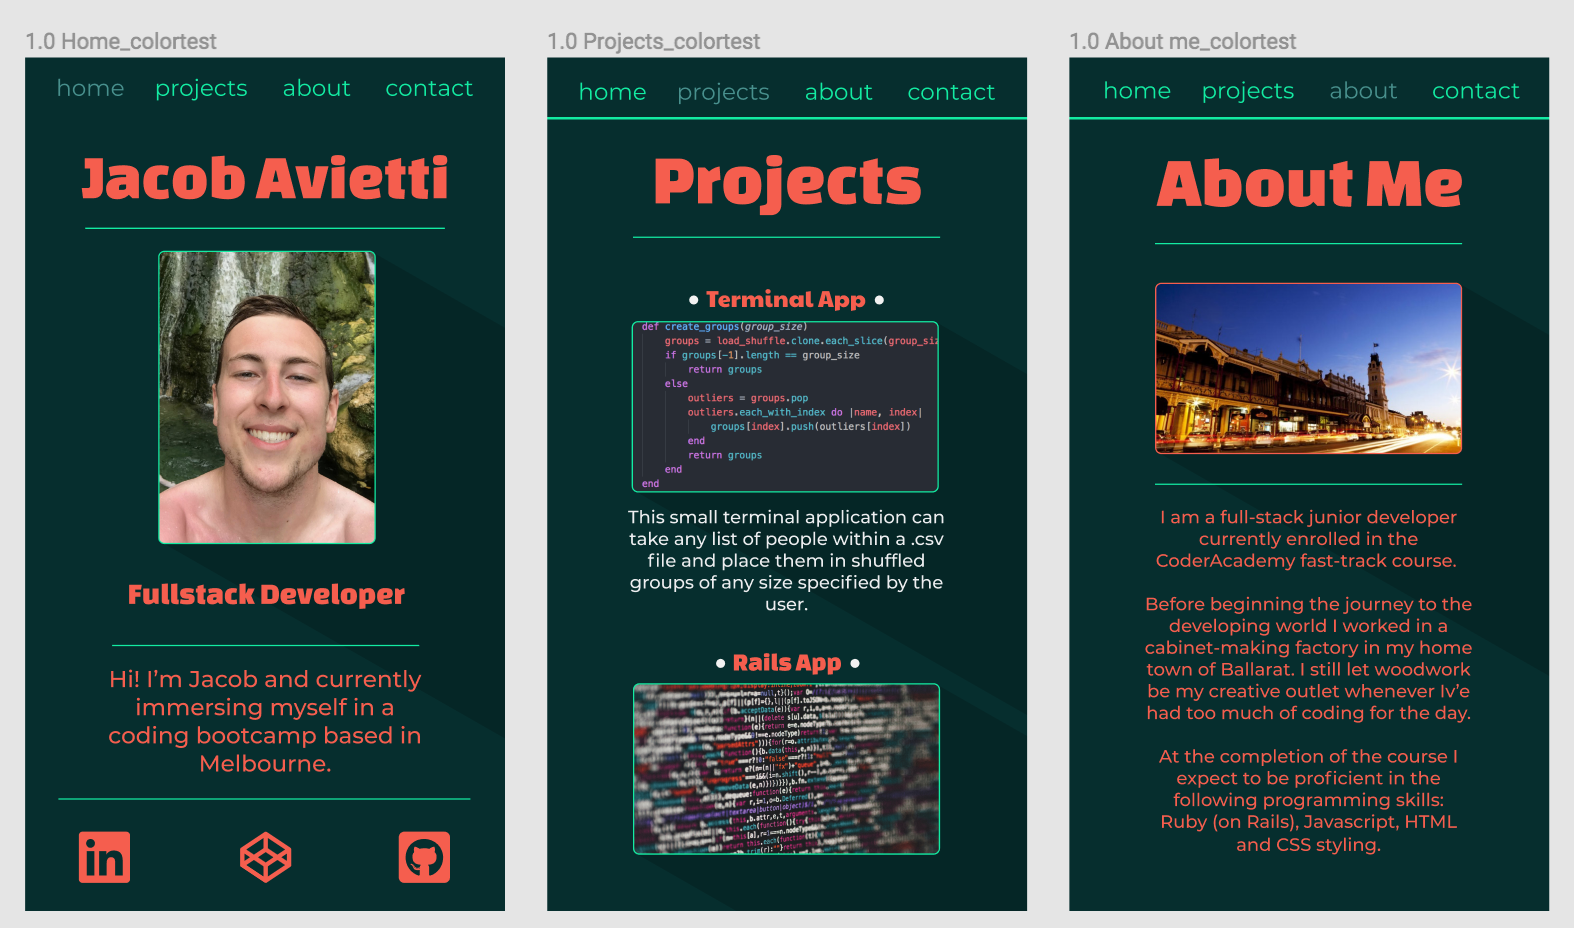 1.0 Home_colortest
home projects about contact
Jacob Avietti
Fullstack Developer
Hi! I'm Jacob and currently
immersing myself in a
coding bootcamp based in
Melbourne.
in
1.0 Projects_colortest
home projects about contact
Projects
• Terminal App •
def create_groups(group_size)
groups = load_shuffle.clone.each_slice(group_siz
if groups[-1].length == group_size
return groups
else
outliers = groups.pop
outliers.each_with_index do |name, index|
groups[index].push(outliers[index])
end
return groups
end
end
This small terminal application can
take any list of people within a .csv
file and place them in shuffled
groups of any size specified by the
user.
• Rails App •
1.0 About me_colortest
home projects about contact
About Me
I am a full-stack junior developer
currently enrolled in the
CoderAcademy fast-track course.
Before beginning the journey to the
developing world I worked in a
cabinet-making factory in my home
town of Ballarat. I still let woodwork
be my creative outlet whenever Iv'e
had too much of coding for the day.
At the completion of the course I
expect to be proficient in the
following programming skills:
Ruby (on Rails), Javascript, HTML
and CSS styling.